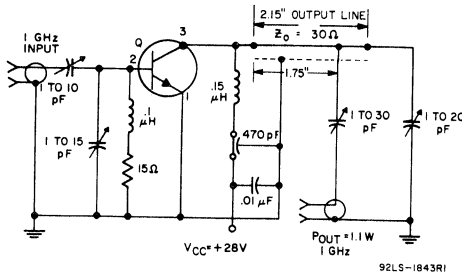 2.15" OUTPUT LINE
Z₀ = 30Ω
1 GHz
INPUT
Q
3
2
1
1.75"
1 TO 10
pF
.1
μH
.15
μH
1 TO 15
pF
15Ω
470 pF
.01 μF
1 TO 30
pF
1 TO 20
pF
VCC=+28V
POUT=1.1W
1 GHz
92LS-1843R1